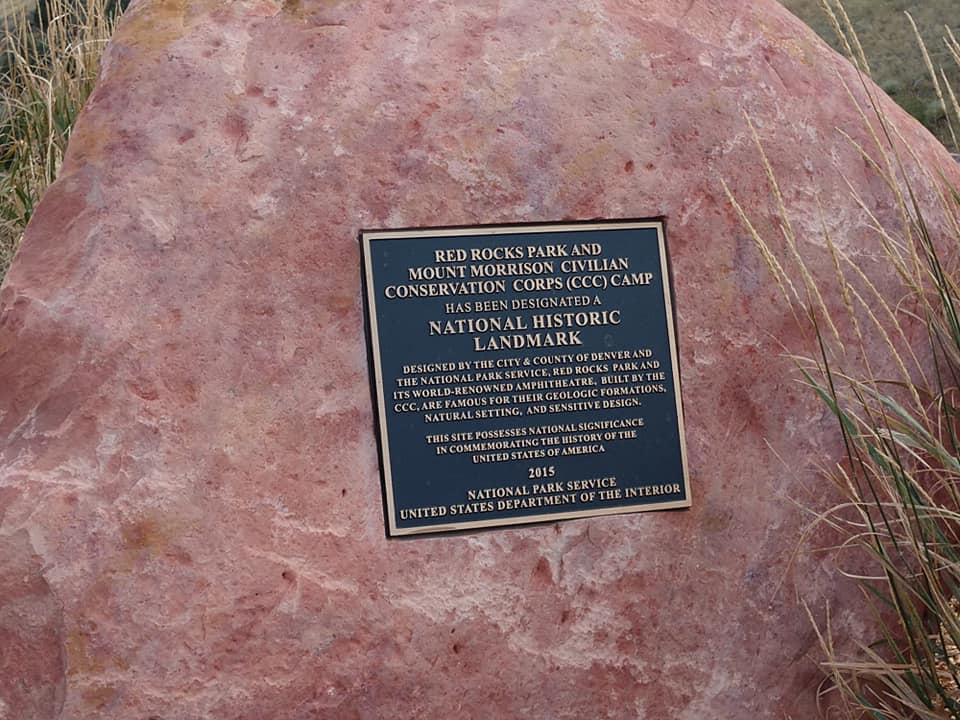 RED ROCKS PARK AND
MOUNT MORRISON CIVILIAN
CONSERVATION CORPS (CCC) CAMP
HAS BEEN DESIGNATED A
NATIONAL HISTORIC
LANDMARK
DESIGNED BY THE CITY & COUNTY OF DENVER AND
THE NATIONAL PARK SERVICE, RED ROCKS PARK AND
ITS WORLD-RENOWNED AMPHITHEATRE, BUILT BY THE
CCC, ARE FAMOUS FOR THEIR GEOLOGIC FORMATIONS,
NATURAL SETTING, AND SENSITIVE DESIGN.
THIS SITE POSSESSES NATIONAL SIGNIFICANCE
IN COMMEMORATING THE HISTORY OF THE
UNITED STATES OF AMERICA
2015
NATIONAL PARK SERVICE
UNITED STATES DEPARTMENT OF THE INTERIOR